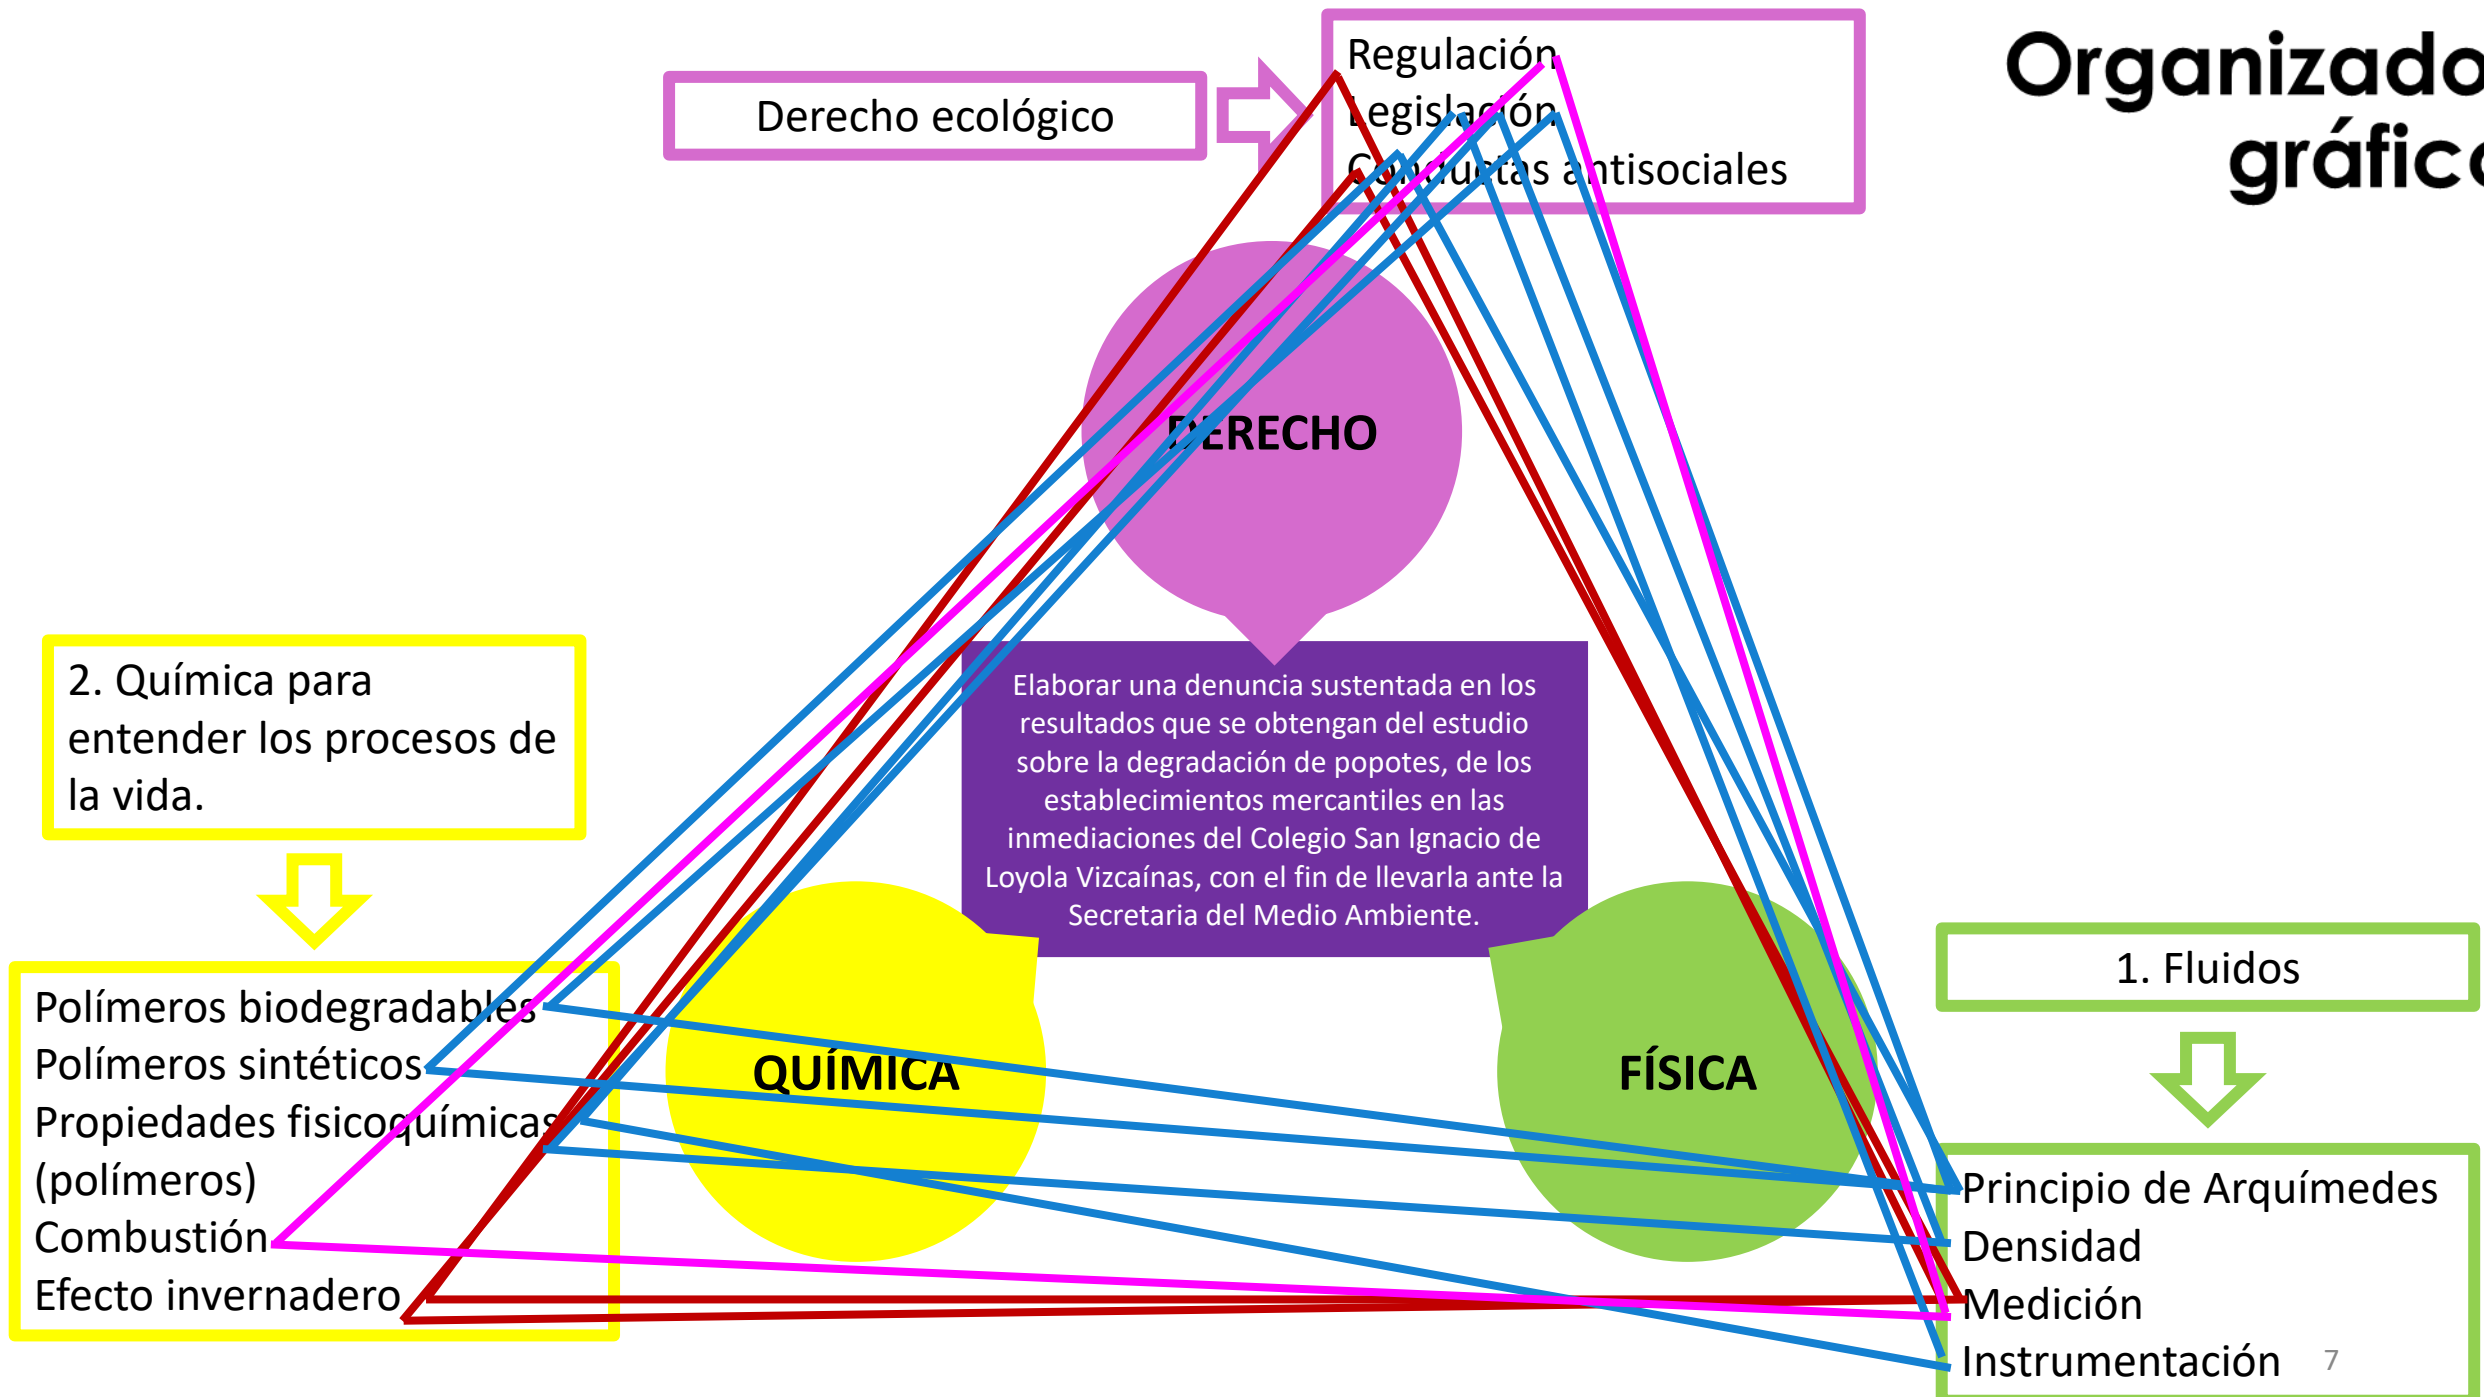 Organizado
gráfico
Derecho ecológico
Regulación
Legislación
Conductas antisociales
DERECHO
Elaborar una denuncia sustentada en los
resultados que se obtengan del estudio
sobre la degradación de popotes, de los
establecimientos mercantiles en las
inmediaciones del Colegio San Ignacio de
Loyola Vizcaínas, con el fin de llevarla ante la
Secretaria del Medio Ambiente.
2. Química para
entender los procesos de
la vida.
Polímeros biodegradables
Polímeros sintéticos
Propiedades fisicoquímicas
(polímeros)
Combustión
Efecto invernadero
QUÍMICA
FÍSICA
1. Fluidos
Principio de Arquímedes
Densidad
Medición
Instrumentación
7